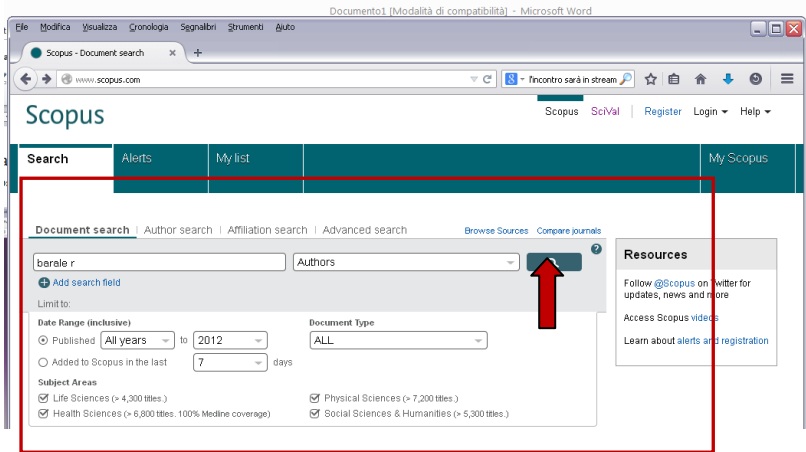 Documento1 [Modalità di compatibilità] - Microsoft Word
File Modifica Visualizza Cronologia Segnalibri Strumenti Aiuto
Scopus - Document search × +
www.scopus.com l'incontro sarà in stream
Scopus
Scopus SciVal Register Login Help
Search Alerts My list My Scopus
Document search | Author search | Affiliation search | Advanced search Browse Sources Compare journals
barale r Authors ?
Add search field
Limit to:
Date Range (inclusive) Document Type
Published All years to 2012 ALL
Added to Scopus in the last 7 days
Subject Areas
Life Sciences (> 4,300 titles.) Physical Sciences (> 7,200 titles.)
Health Sciences (> 6,800 titles. 100% Medline coverage) Social Sciences & Humanities (> 5,300 titles.)
Resources
Follow @Scopus on Twitter for
updates, news and more
Access Scopus videos
Learn about alerts and registration